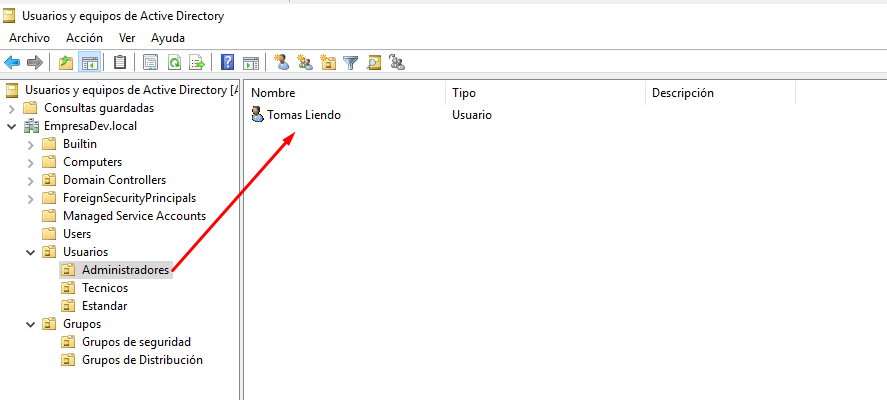 Usuarios y equipos de Active Directory
Archivo Acción Ver Ayuda
Usuarios y equipos de Active Directory [A
Consultas guardadas
EmpresaDev.local
Builtin
Computers
Domain Controllers
ForeignSecurityPrincipals
Managed Service Accounts
Users
Usuarios
Administradores
Tecnicos
Estandar
Grupos
Grupos de seguridad
Grupos de Distribución
Nombre Tipo Descripción
Tomas Liendo Usuario